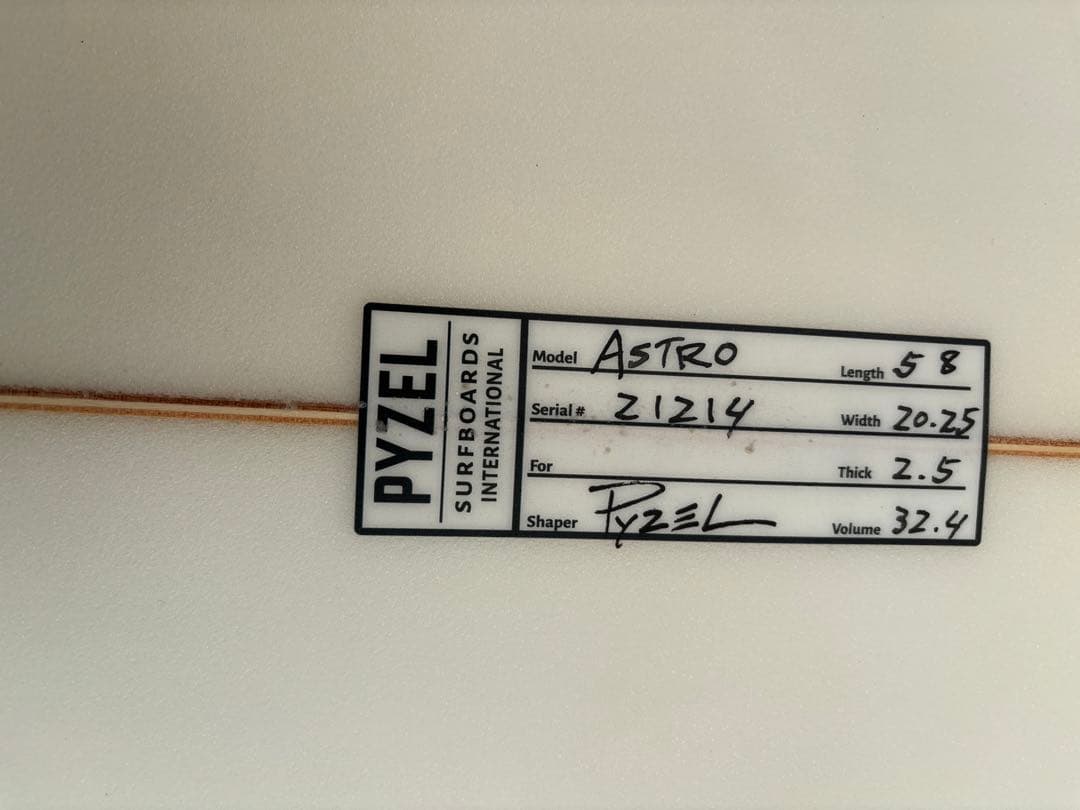 PYZEL
SURFBOARDS
INTERNATIONAL
Model ASTRO Length 5 8
Serial # 21214 Width 20.25
For Thick 2.5
Shaper PYZEL Volume 32.4